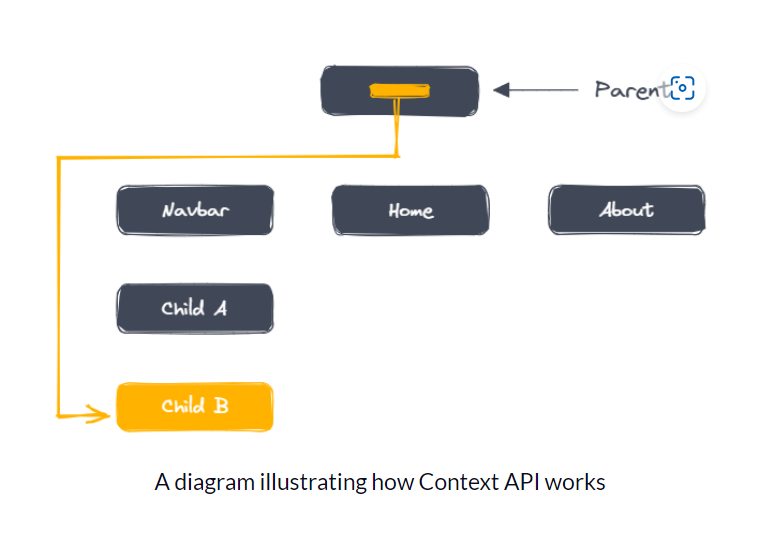 Parent
Navbar
Home
About
Child A
Child B
A diagram illustrating how Context API works